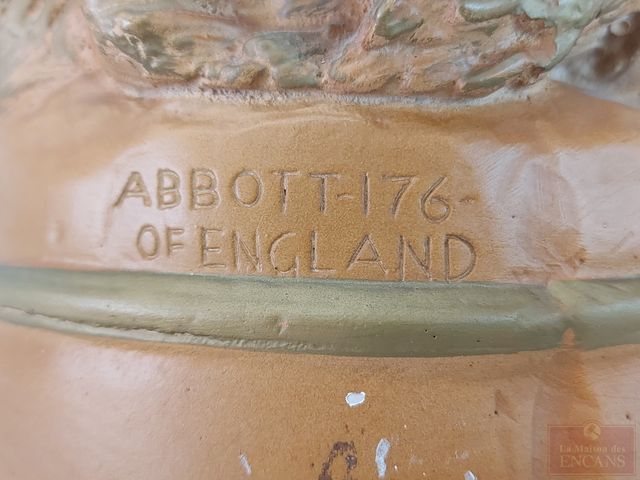 ABBOTT-176-
OF ENGLAND
La Maison des
ENCANS